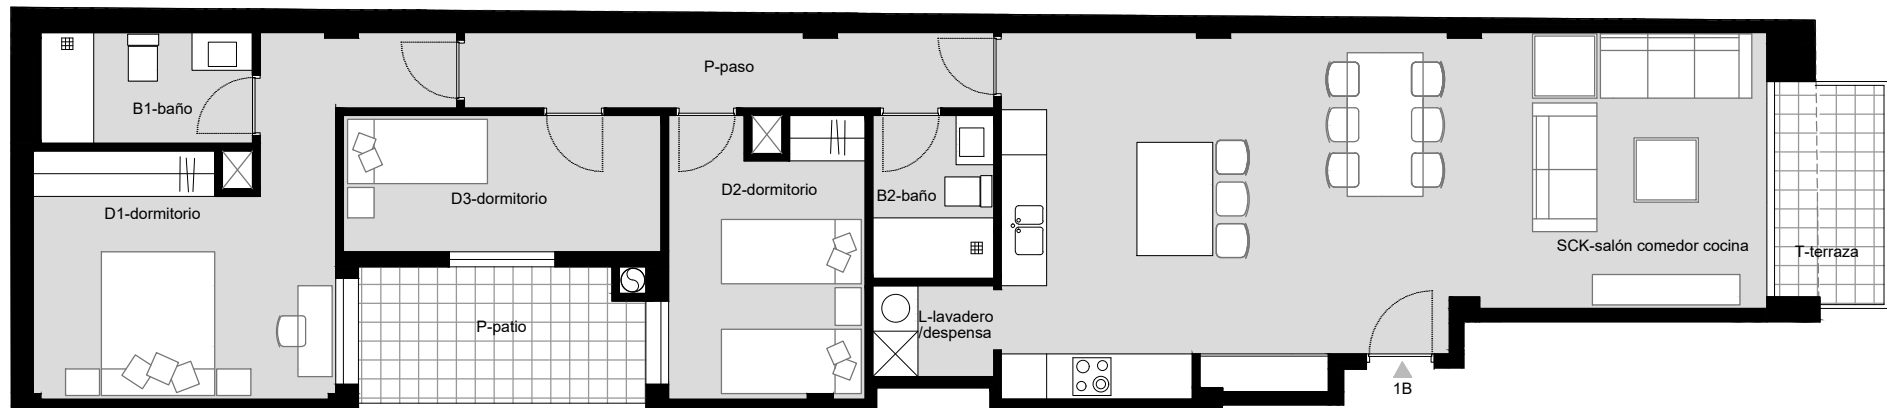 P-paso
B1-baño
D1-dormitorio
D3-dormitorio
D2-dormitorio
B2-baño
SCK-salón comedor cocina
T-terraza
P-patio
L-lavadero
/despensa
1B